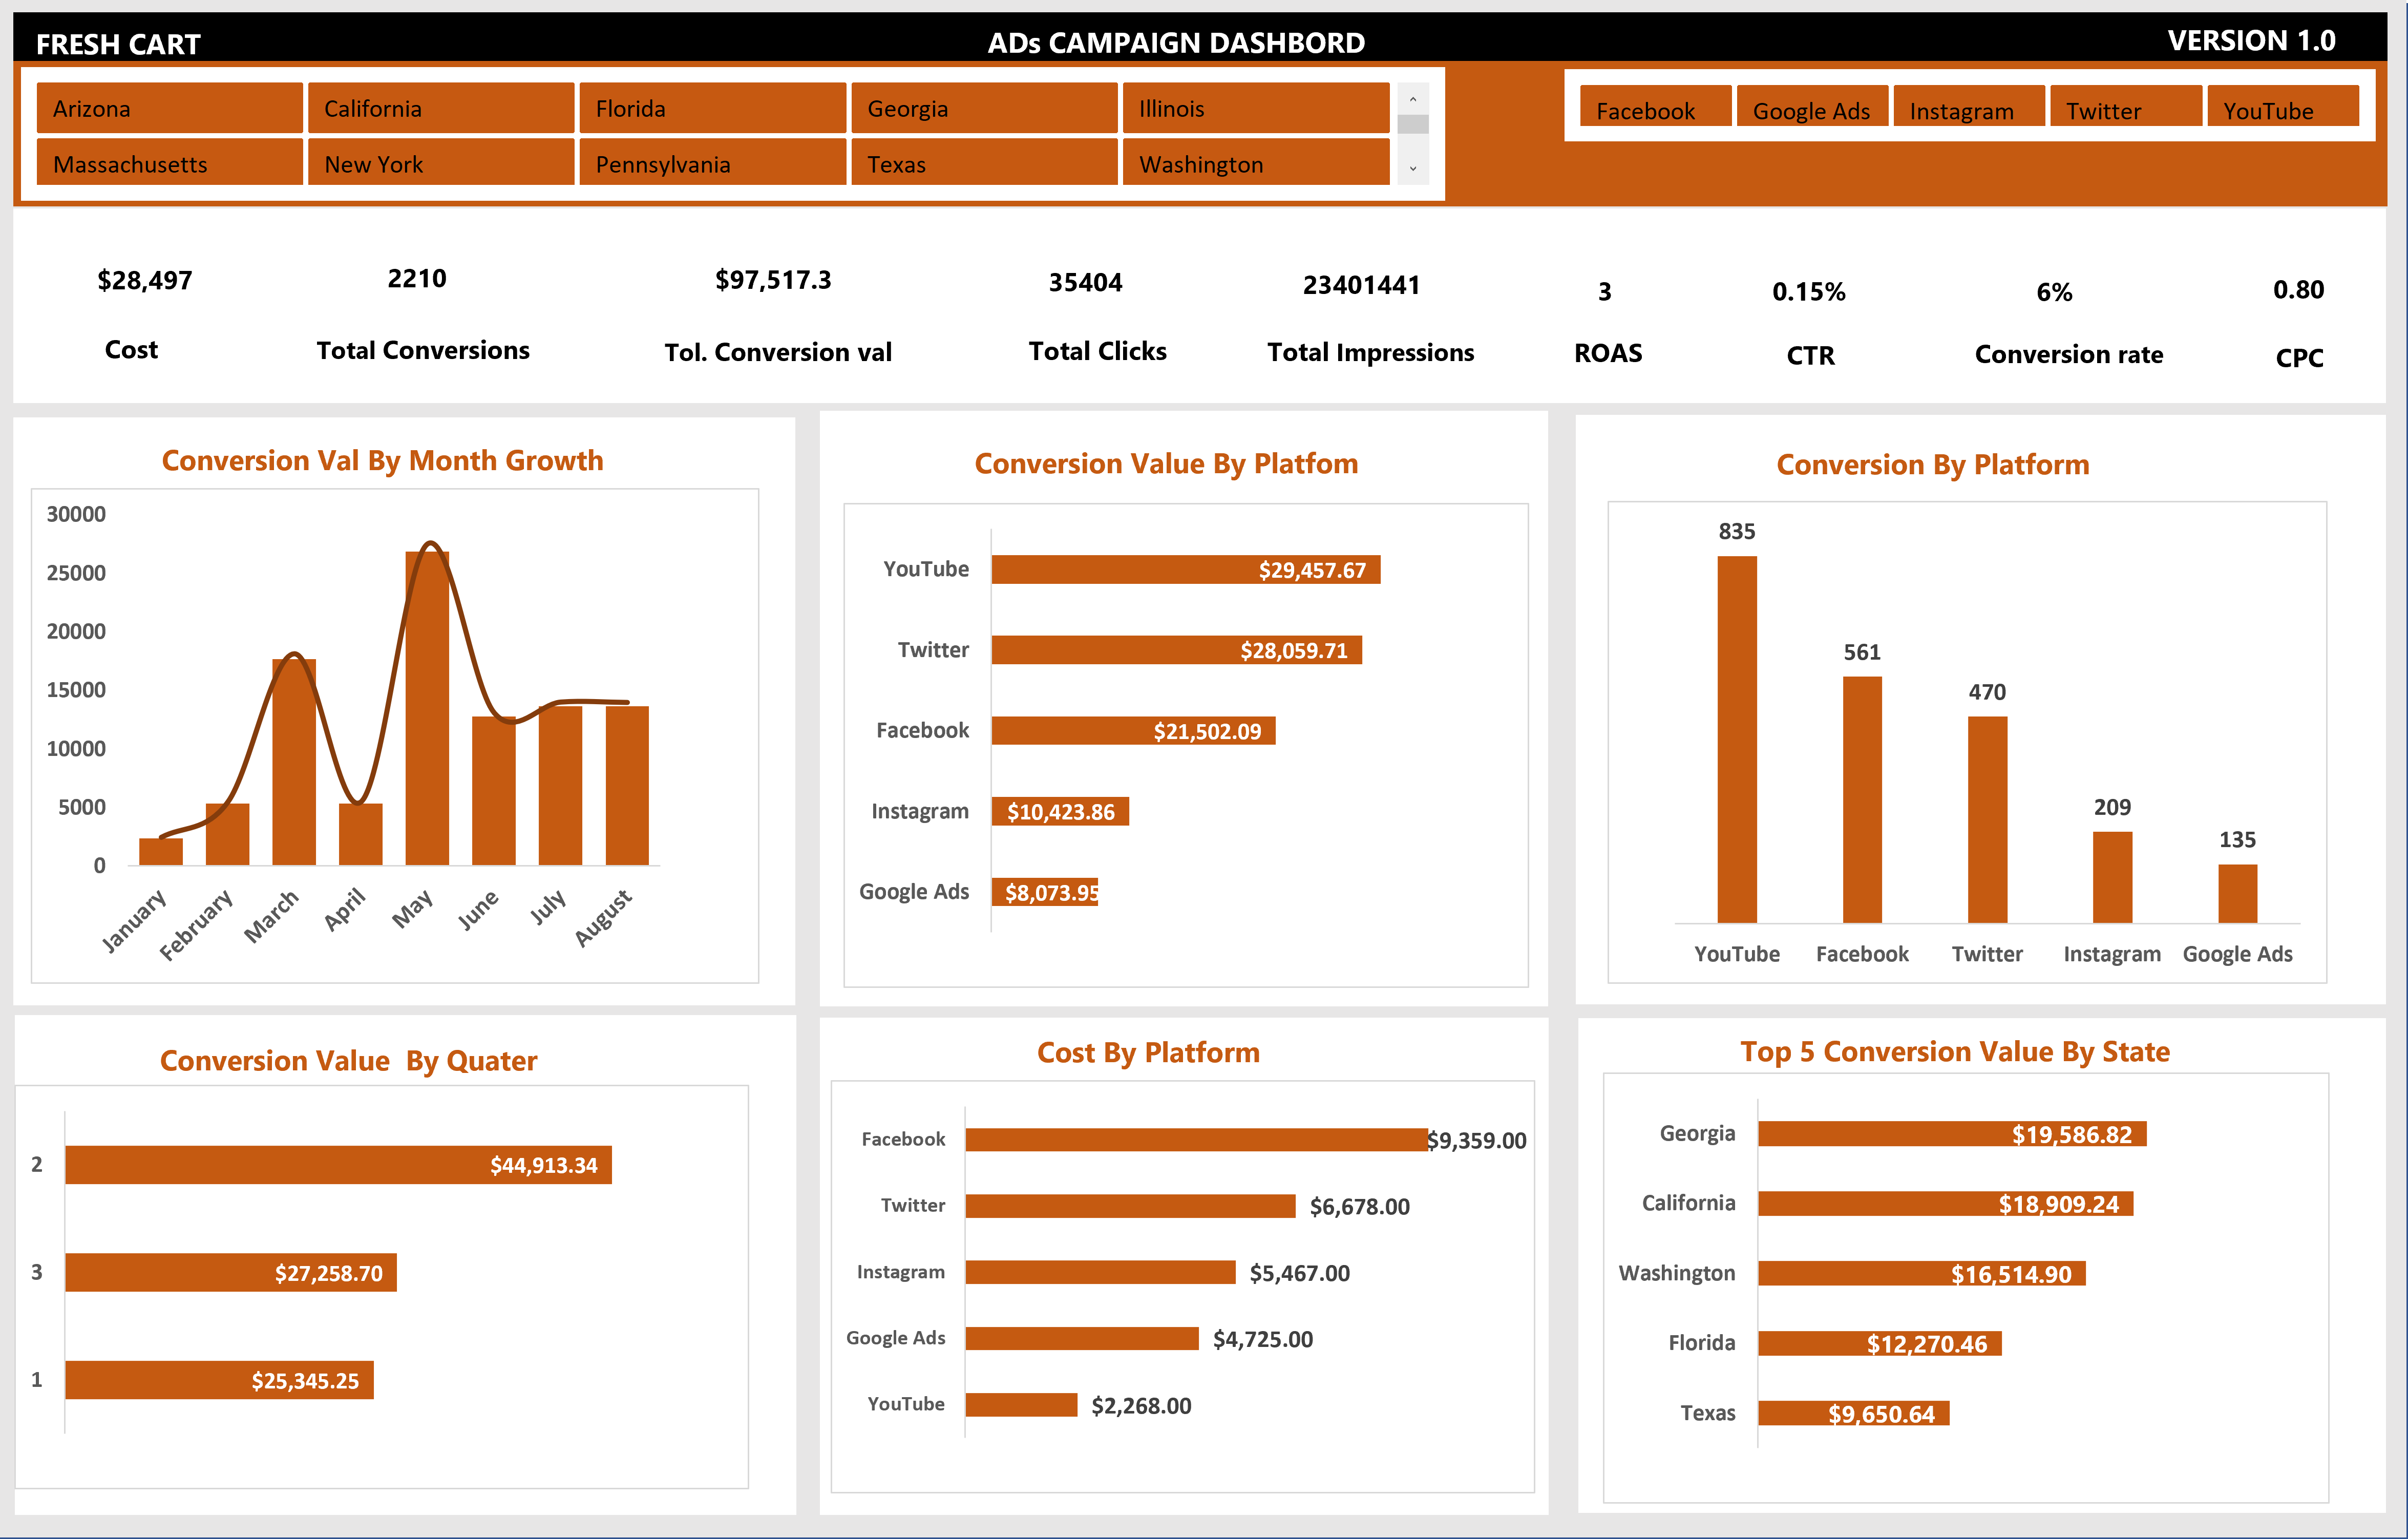 FRESH CART
ADs CAMPAIGN DASHBORD
VERSION 1.0
Arizona
California
Florida
Georgia
Illinois
Massachusetts
New York
Pennsylvania
Texas
Washington
Facebook
Google Ads
Instagram
Twitter
YouTube
$28,497
Cost
2210
Total Conversions
$97,517.3
Tol. Conversion val
35404
Total Clicks
23401441
Total Impressions
3
ROAS
0.15%
CTR
6%
Conversion rate
0.80
CPC
Conversion Val By Month Growth
30000
25000
20000
15000
10000
5000
0
January
February
March
April
May
June
July
August
Conversion Value By Platfom
YouTube
$29,457.67
Twitter
$28,059.71
Facebook
$21,502.09
Instagram
$10,423.86
Google Ads
$8,073.95
Conversion By Platform
835
561
470
209
135
YouTube
Facebook
Twitter
Instagram
Google Ads
Conversion Value By Quater
2
$44,913.34
3
$27,258.70
1
$25,345.25
Cost By Platform
Facebook
$9,359.00
Twitter
$6,678.00
Instagram
$5,467.00
Google Ads
$4,725.00
YouTube
$2,268.00
Top 5 Conversion Value By State
Georgia
$19,586.82
California
$18,909.24
Washington
$16,514.90
Florida
$12,270.46
Texas
$9,650.64